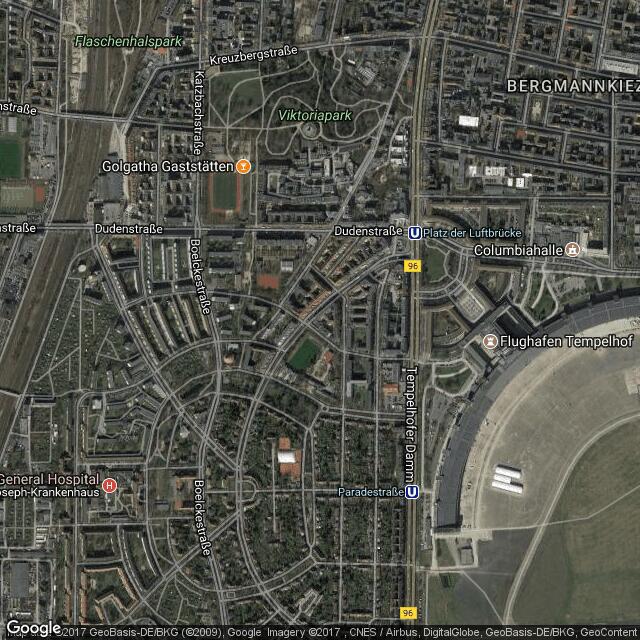 Flaschenhalspark
Kreuzbergstraße
Katzbachstraße
BERGMANNKIEZ
nstraße
Viktoriapark
Golgatha Gaststätten
nstraße
Dudenstraße
Dudenstraße
U
Platz der Luftbrücke
Columbiahalle
Boelckestraße
96
Flughafen Tempelhof
Tempelhofer Damm
General Hospital
oseph-Krankenhaus
H
Paradestraße
U
Boelckestraße
96
Google
©2017 GeoBasis-DE/BKG (©2009), Google Imagery ©2017 , CNES / Airbus, DigitalGlobe, GeoBasis-DE/BKG, GeoConten